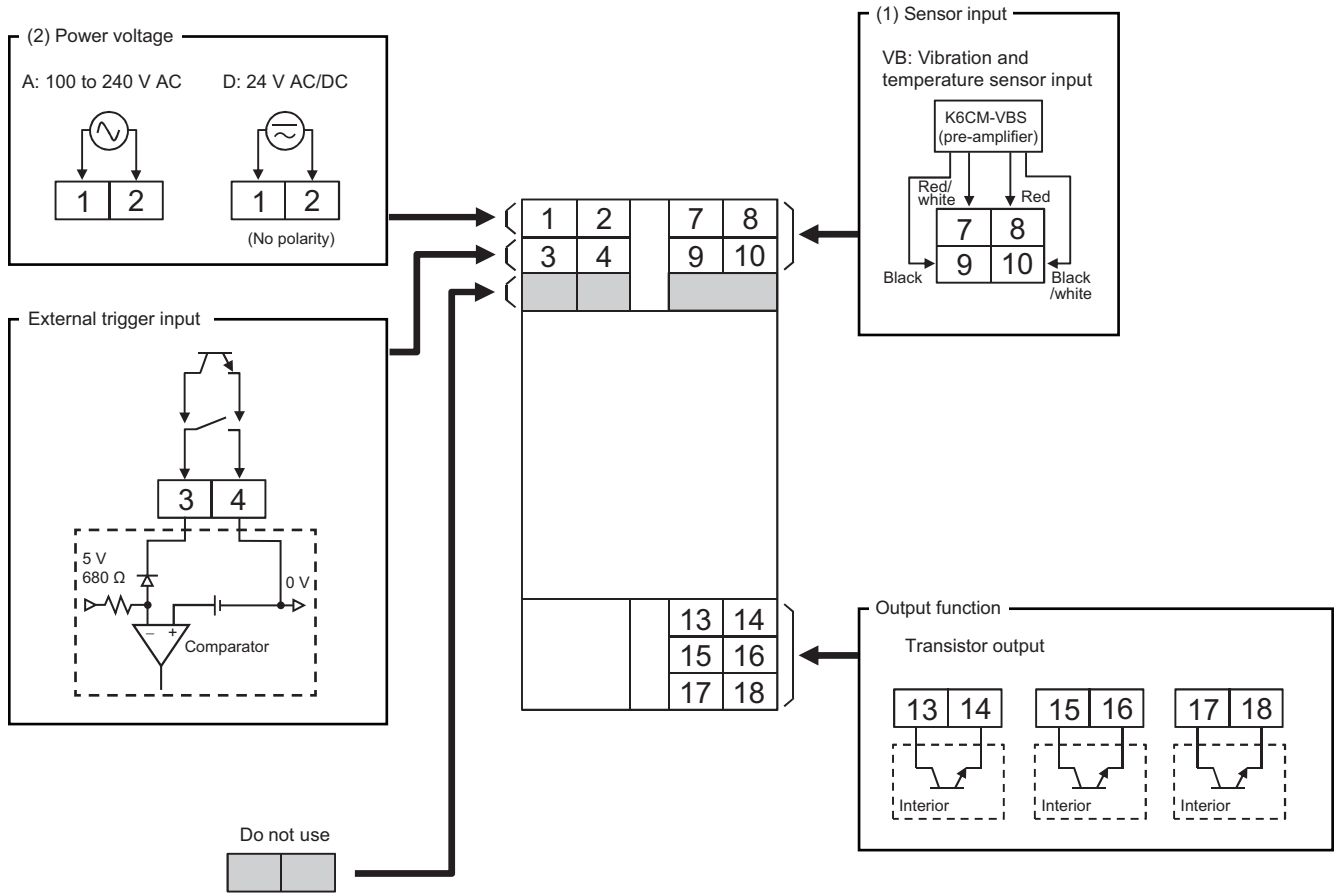 (2) Power voltage
A: 100 to 240 V AC
D: 24 V AC/DC
1 2
1 2
(No polarity)
External trigger input
3 4
5 V
680 Ω
0 V
– +
Comparator
Do not use
1 2 7 8
3 4 9 10
13 14
15 16
17 18
(1) Sensor input
VB: Vibration and
temperature sensor input
K6CM-VBS
(pre-amplifier)
Red/
white
Red
7 8
9 10
Black
Black
/white
Output function
Transistor output
13 14
15 16
17 18
Interior
Interior
Interior